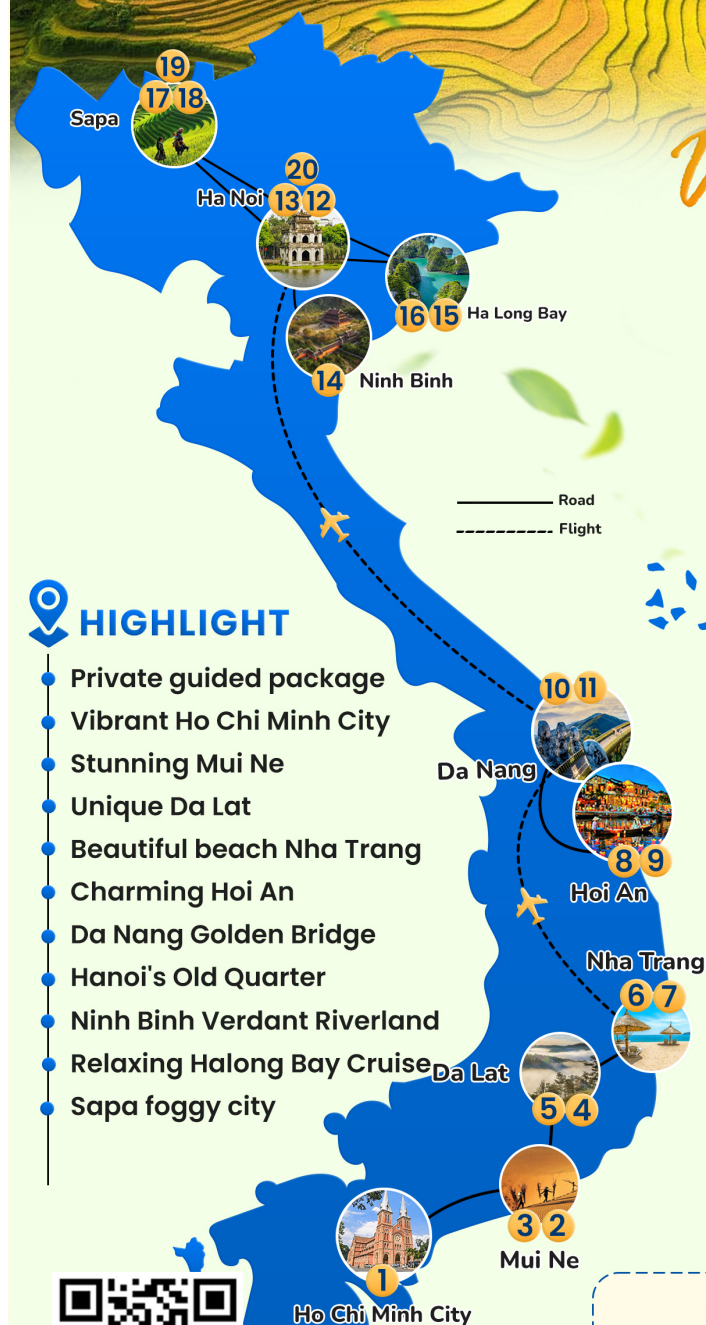 19
17 18
Sapa
20
Ha Noi
13 12
16 15
Ha Long Bay
14
Ninh Binh
Road
Flight
HIGHLIGHT
Private guided package
Vibrant Ho Chi Minh City
Stunning Mui Ne
Unique Da Lat
Beautiful beach Nha Trang
Charming Hoi An
Da Nang Golden Bridge
Hanoi's Old Quarter
Ninh Binh Verdant Riverland
Relaxing Halong Bay Cruise
Sapa foggy city
10 11
Da Nang
8 9
Hoi An
Nha Trang
6 7
Da Lat
5 4
3 2
Mui Ne
1
Ho Chi Minh City